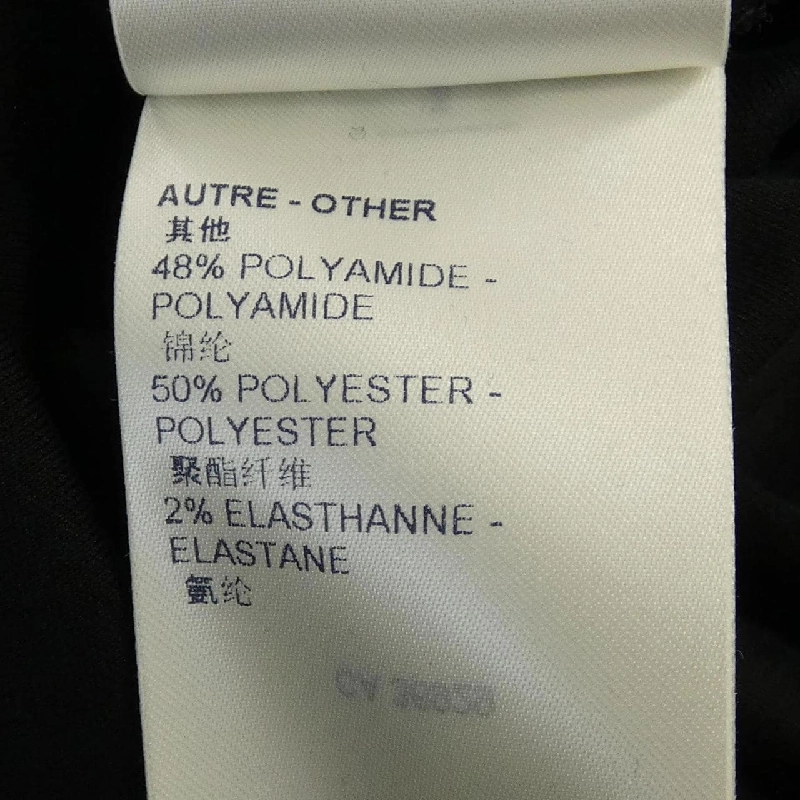 AUTRE - OTHER
其他
48% POLYAMIDE -
POLYAMIDE
锦纶
50% POLYESTER -
POLYESTER
聚酯纤维
2% ELASTHANNE -
ELASTANE
氨纶